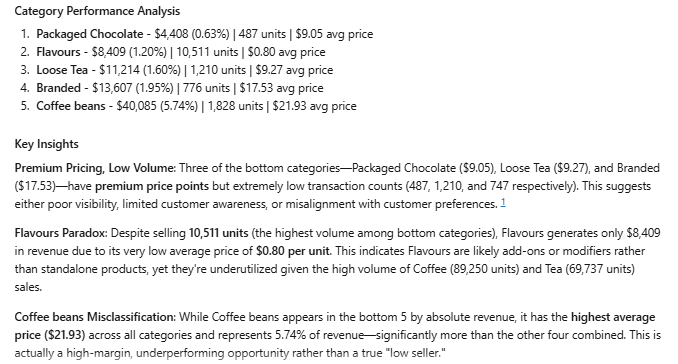 Category Performance Analysis
1. Packaged Chocolate - $4,408 (0.63%) | 487 units | $9.05 avg price
2. Flavours - $8,409 (1.20%) | 10,511 units | $0.80 avg price
3. Loose Tea - $11,214 (1.60%) | 1,210 units | $9.27 avg price
4. Branded - $13,607 (1.95%) | 776 units | $17.53 avg price
5. Coffee beans - $40,085 (5.74%) | 1,828 units | $21.93 avg price
Key Insights
Premium Pricing, Low Volume: Three of the bottom categories—Packaged Chocolate ($9.05), Loose Tea ($9.27), and Branded
($17.53)—have premium price points but extremely low transaction counts (487, 1,210, and 747 respectively). This suggests
either poor visibility, limited customer awareness, or misalignment with customer preferences. 1
Flavours Paradox: Despite selling 10,511 units (the highest volume among bottom categories), Flavours generates only $8,409
in revenue due to its very low average price of $0.80 per unit. This indicates Flavours are likely add-ons or modifiers rather
than standalone products, yet they're underutilized given the high volume of Coffee (89,250 units) and Tea (69,737 units)
sales.
Coffee beans Misclassification: While Coffee beans appears in the bottom 5 by absolute revenue, it has the highest average
price ($21.93) across all categories and represents 5.74% of revenue—significantly more than the other four combined. This is
actually a high-margin, underperforming opportunity rather than a true "low seller."